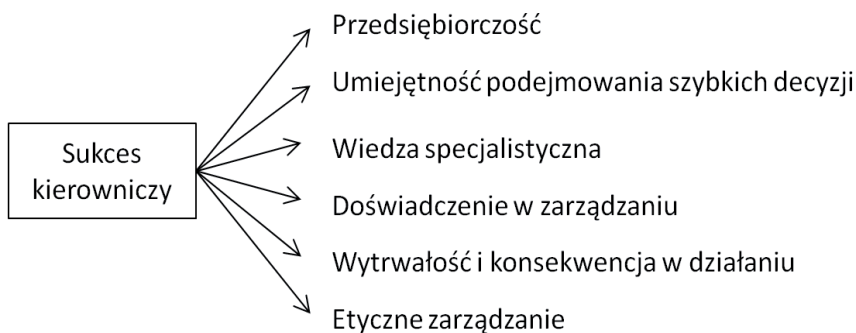 Sukces
kierowniczy
Przedsiębiorczość
Umiejętność podejmowania szybkich decyzji
Wiedza specjalistyczna
Doświadczenie w zarządzaniu
Wytrwałość i konsekwencja w działaniu
Etyczne zarządzanie